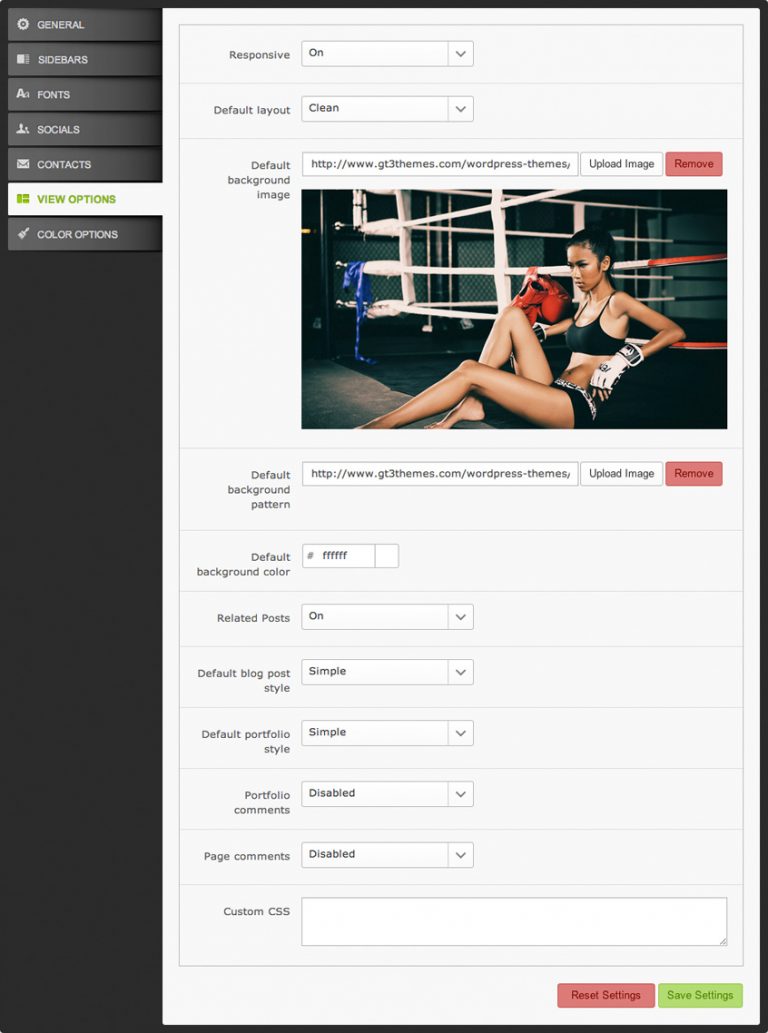 GENERAL
SIDEBARS
FONTS
SOCIALS
CONTACTS
VIEW OPTIONS
COLOR OPTIONS
Responsive
On
Default layout
Clean
Default
background
image
http://www.gt3themes.com/wordpress-themes/
Upload Image
Remove
Default
background
pattern
http://www.gt3themes.com/wordpress-themes/
Upload Image
Remove
Default
background color
# ffffff
Related Posts
On
Default blog post
style
Simple
Default portfolio
style
Simple
Portfolio
comments
Disabled
Page comments
Disabled
Custom CSS
Reset Settings
Save Settings